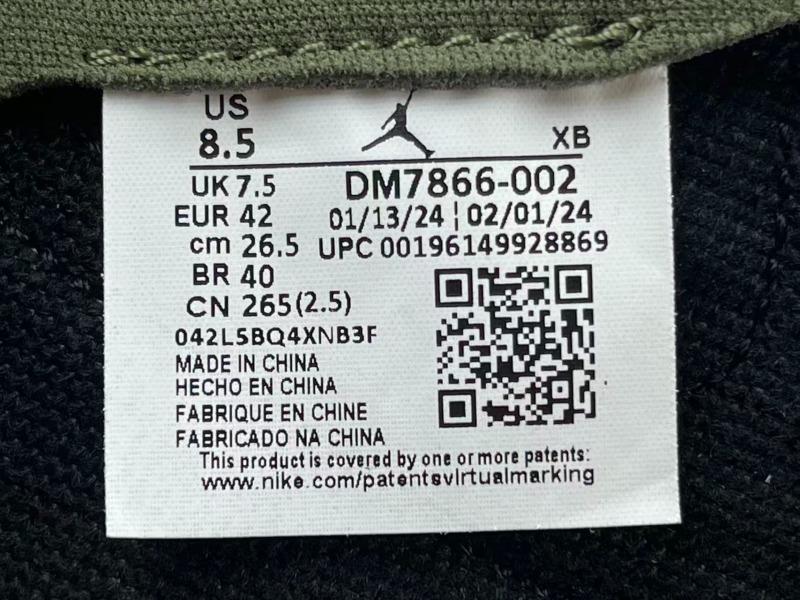 US
8.5 XB
UK 7.5 DM7866-002
EUR 42 01/13/24 | 02/01/24
cm 26.5 UPC 00196149928869
BR 40
CN 265(2.5)
042L5BQ4XNB3F
MADE IN CHINA
HECHO EN CHINA
FABRIQUE EN CHINE
FABRICADO NA CHINA
This product is covered by one or more patents:
www.nike.com/patentsvirtualmarking